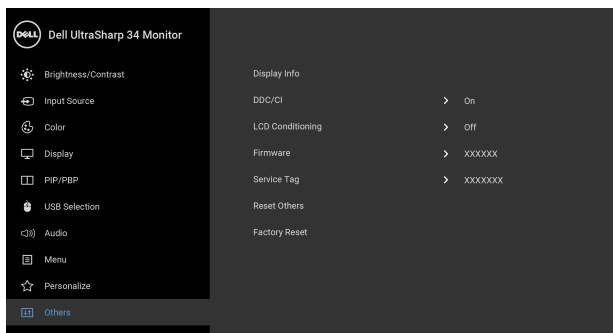 DELL Dell UltraSharp 34 Monitor
Brightness/Contrast
Input Source
Color
Display
PIP/PBP
USB Selection
Audio
Menu
Personalize
Others
Display Info
DDC/CI > On
LCD Conditioning > Off
Firmware > XXXXXX
Service Tag > XXXXXXX
Reset Others
Factory Reset